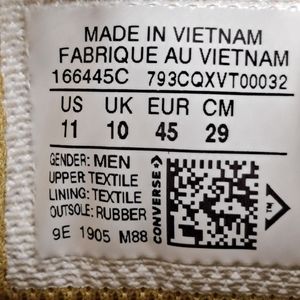 MADE IN VIETNAM
FABRIQUE AU VIETNAM
166445C 793CQXVT00032
US UK EUR CM
11 10 45 29
GENDER: MEN
UPPER TEXTILE
LINING: TEXTILE
OUTSOLE: RUBBER
9E 1905 M88
CONVERSE